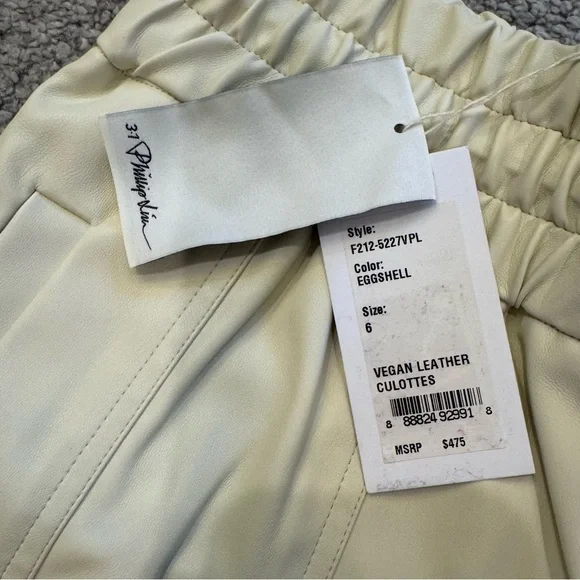 3.1 Phillip Lim
Style:
F212-5227VPL
Color:
EGGSHELL
Size:
6
VEGAN LEATHER
CULOTTES
8 88824 92991 8
MSRP $475